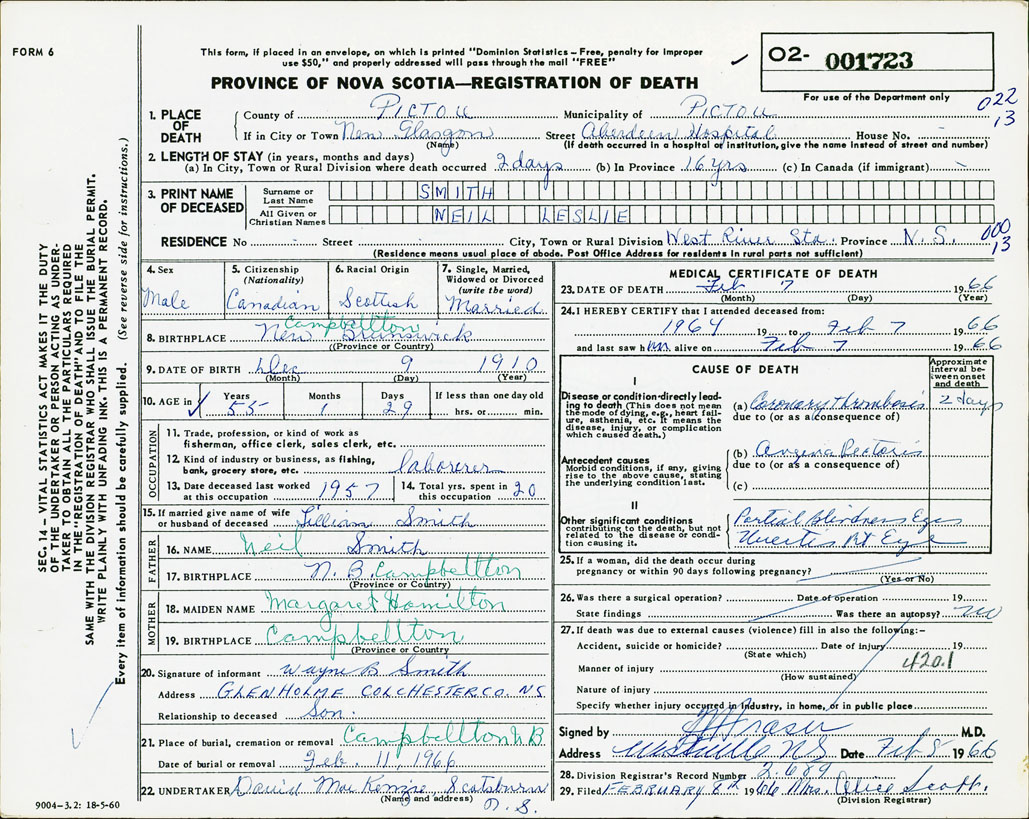 FORM 6
This form, if placed in an envelope, on which is printed "Dominion Statistics – Free, penalty for improper
use $50," and properly addressed will pass through the mail "FREE"
✓ 02- 001723
PROVINCE OF NOVA SCOTIA—REGISTRATION OF DEATH
For use of the Department only
022
13
1. PLACE OF DEATH
County of PICTOU Municipality of PICTOU
If in City or Town New Glasgow Street Aberdeen Hospital House No.
(Name) (If death occurred in a hospital or institution, give the name instead of street and number)
2. LENGTH OF STAY (in years, months and days)
(a) In City, Town or Rural Division where death occurred 2 days (b) In Province 16 yrs (c) In Canada (if immigrant) -
3. PRINT NAME OF DECEASED
Surname or Last Name SMITH
All Given or Christian Names NEIL LESLIE
000
13
RESIDENCE No Street City, Town or Rural Division West River Sta. Province N.S.
(Residence means usual place of abode. Post Office Address for residents in rural parts not sufficient)
4. Sex Male
5. Citizenship (Nationality) Canadian
6. Racial Origin Scottish
7. Single, Married, Widowed or Divorced (write the word) Married
8. BIRTHPLACE Campbellton New Brunswick
(Province or Country)
9. DATE OF BIRTH Dec 9 1910
(Month) (Day) (Year)
10. AGE in Years 55 Months 1 Days 29 If less than one day old hrs. or min.
OCCUPATION
11. Trade, profession, or kind of work as
fisherman, office clerk, sales clerk, etc.
12. Kind of industry or business, as fishing,
bank, grocery store, etc. laborerer
13. Date deceased last worked at this occupation 1957
14. Total yrs. spent in this occupation 20
15. If married give name of wife
or husband of deceased Lillian Smith
FATHER
16. NAME Neil Smith
17. BIRTHPLACE N.B. Campbellton
(Province or Country)
MOTHER
18. MAIDEN NAME Margaret Hamilton
19. BIRTHPLACE Campbellton
(Province or Country
20. Signature of informant Wayne B Smith
Address GLENHOLME COLCHESTER CO. NS
Relationship to deceased Son.
21. Place of burial, cremation or removal Campbellton N B
Date of burial or removal Feb. 11, 1966
22. UNDERTAKER David MacKenzie Scotsburn
(Name and address) N.S.
MEDICAL CERTIFICATE OF DEATH
23. DATE OF DEATH Feb 7 1966
(Month) (Day) (Year)
24. I HEREBY CERTIFY that I attended deceased from:
1964 19 to Feb 7 1966
and last saw him alive on Feb 7 1966
CAUSE OF DEATH
Approximate interval between onset and death
I
Disease or condition directly leading to death (This does not mean the mode of dying, e.g., heart failure, asthenia, etc. It means the disease, injury, or complication which caused death.)
(a) Coronary thrombosis 2 days
due to (or as a consequence of)
Antecedent causes
Morbid conditions, if any, giving rise to the above cause, stating the underlying condition last.
(b) Angina Pectoris
due to (or as a consequence of)
(c)
II
Other significant conditions
contributing to the death, but not related to the disease or condition causing it.
Partial blindness Eyes
Rt Eye
25. If a woman, did the death occur during
pregnancy or within 90 days following pregnancy?
(Yes or No)
26. Was there a surgical operation? Date of operation 19
State findings Was there an autopsy? no
27. If death was due to external causes (violence) fill in also the following:–
Accident, suicide or homicide? Date of injury 19
(State which)
Manner of injury 420.1
(How sustained)
Nature of injury
Specify whether injury occurred in industry, in home, or in public place
Signed by Fraser M.D.
Address Westville N.S. Date Feb 8 1966
28. Division Registrar's Record Number 2.689
29. Filed FEBRUARY 8th 1966 Mrs. Alice Scott.
(Division Registrar)
SEC. 14 – VITAL STATISTICS ACT MAKES IT THE DUTY
OF THE UNDERTAKER OR PERSON ACTING AS UNDERTAKER
TO OBTAIN ALL THE PARTICULARS REQUIRED
IN THE "REGISTRATION OF DEATH" AND TO FILE THE
SAME WITH THE DIVISION REGISTRAR WHO SHALL ISSUE THE BURIAL PERMIT.
WRITE PLAINLY WITH UNFADING INK. THIS IS A PERMANENT RECORD.
Every item of information should be carefully supplied. (See reverse side for instructions.)
9004–3.2: 18-5-60